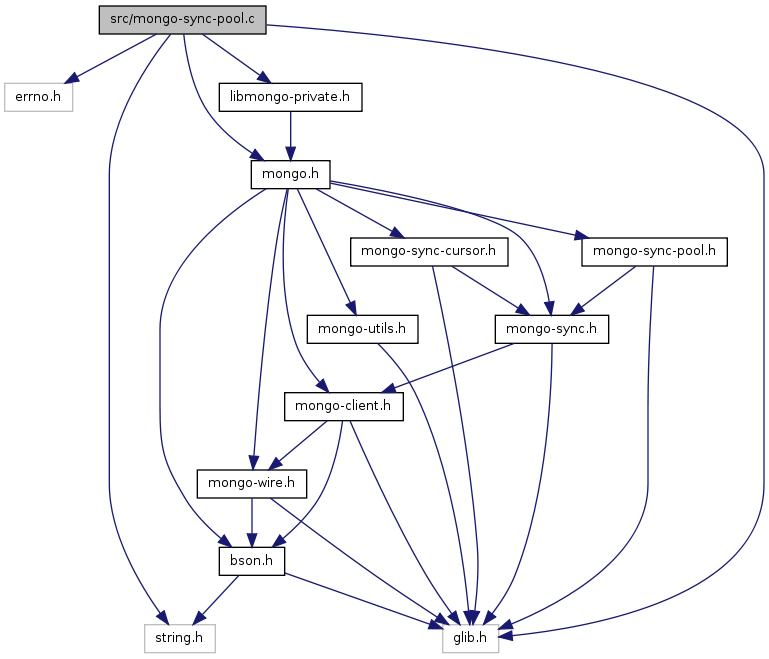 src/mongo-sync-pool.c
errno.h
libmongo-private.h
mongo.h
mongo-sync-cursor.h
mongo-sync-pool.h
mongo-utils.h
mongo-sync.h
mongo-client.h
mongo-wire.h
bson.h
string.h
glib.h